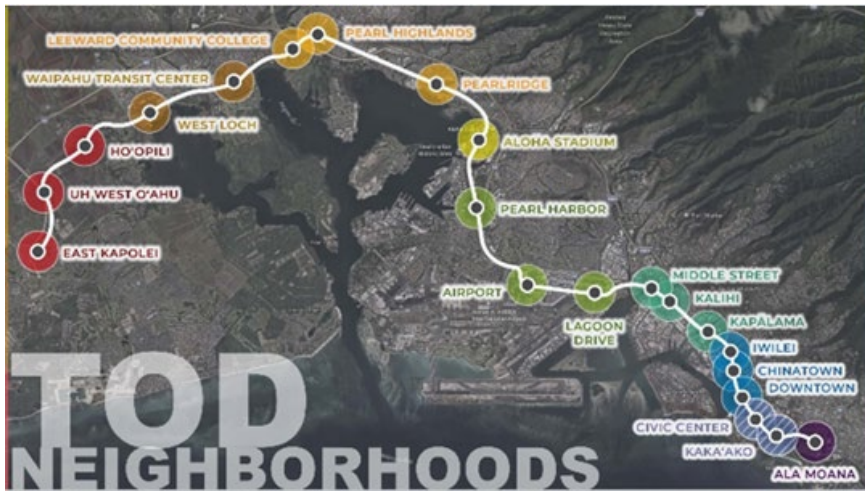 PEARL HIGHLANDS
LEEWARD COMMUNITY COLLEGE
WAIPAHU TRANSIT CENTER
PEARLRIDGE
WEST LOCH
HO'OPILI
ALOHA STADIUM
UH WEST O'AHU
PEARL HARBOR
EAST KAPOLEI
MIDDLE STREET
AIRPORT
KALIHI
LAGOON
DRIVE
KAPĀLAMA
IWILEI
CHINATOWN
DOWNTOWN
CIVIC CENTER
KAKA'AKO
ALA MOANA
TOD
NEIGHBORHOODS